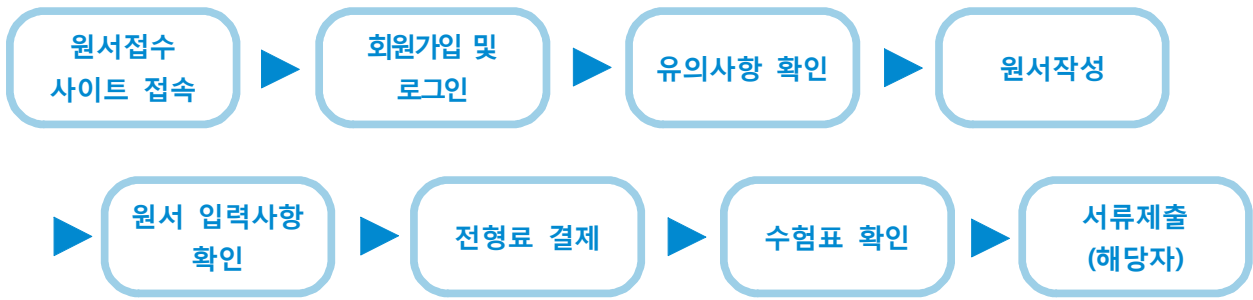 원서접수
사이트 접속
회원가입 및
로그인
유의사항 확인
원서작성
원서 입력사항
확인
전형료 결제
수험표 확인
서류제출
(해당자)